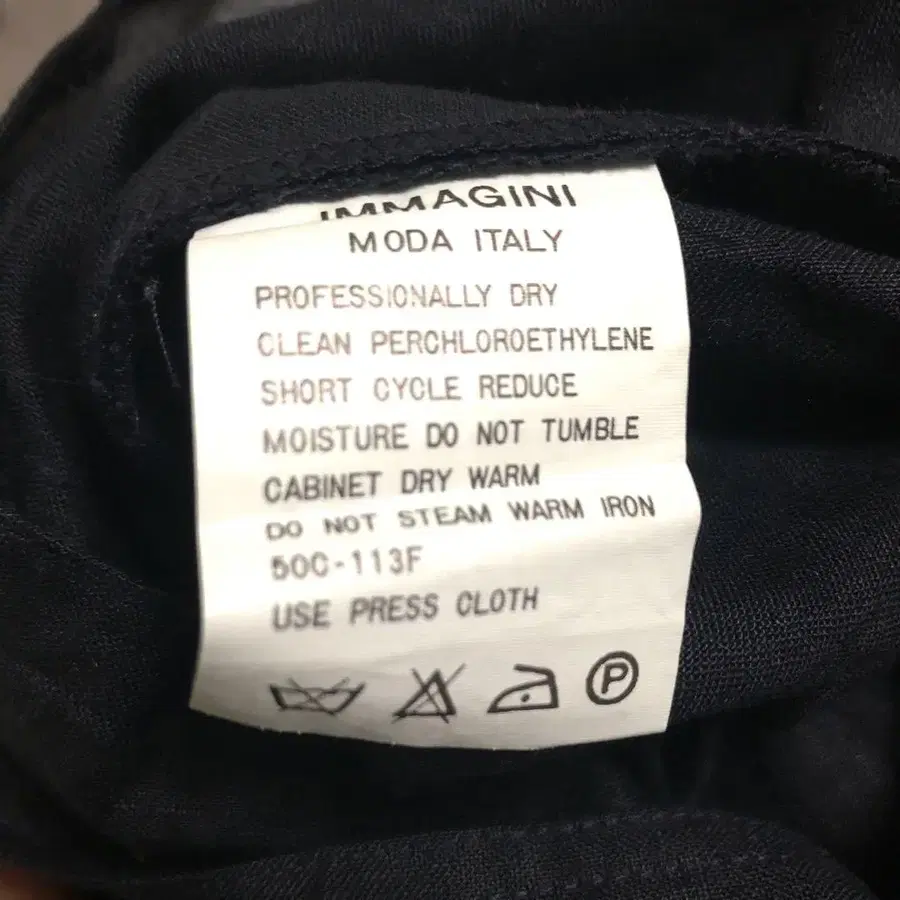 IMMAGINI
MODA ITALY
PROFESSIONALLY DRY
CLEAN PERCHLOROETHYLENE
SHORT CYCLE REDUCE
MOISTURE DO NOT TUMBLE
CABINET DRY WARM
DO NOT STEAM WARM IRON
50C-113F
USE PRESS CLOTH
P